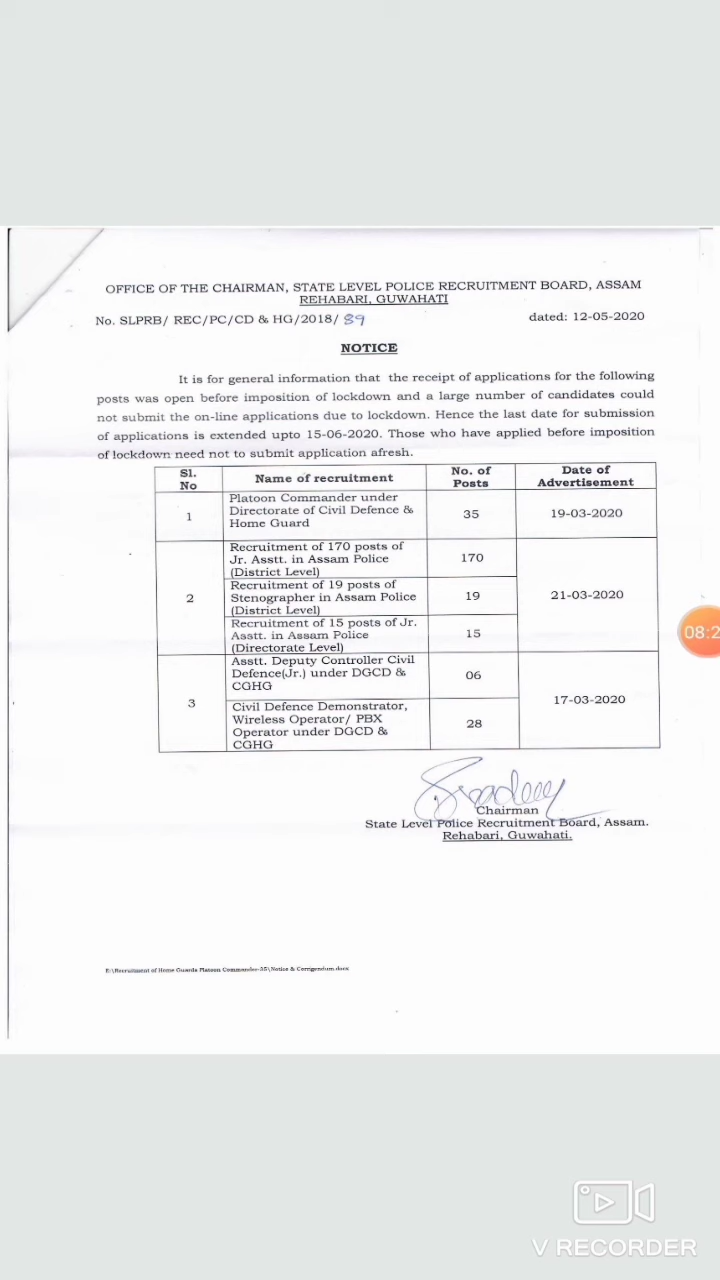 OFFICE OF THE CHAIRMAN, STATE LEVEL POLICE RECRUITMENT BOARD, ASSAM
REHABARI, GUWAHATI
No. SLPRB/ REC/PC/CD & HG/2018/ 89
dated: 12-05-2020
NOTICE
It is for general information that the receipt of applications for the following
posts was open before imposition of lockdown and a large number of candidates could
not submit the on-line applications due to lockdown. Hence the last date for submission
of applications is extended upto 15-06-2020. Those who have applied before imposition
of lockdown need not to submit application afresh.
Sl. No
Name of recruitment
No. of Posts
Date of Advertisement
1
Platoon Commander under
Directorate of Civil Defence &
Home Guard
35
19-03-2020
2
Recruitment of 170 posts of
Jr. Asstt. in Assam Police
(District Level)
170
21-03-2020
Recruitment of 19 posts of
Stenographer in Assam Police
(District Level)
19
Recruitment of 15 posts of Jr.
Asstt. in Assam Police
(Directorate Level)
15
3
Asstt. Deputy Controller Civil
Defence(Jr.) under DGCD &
CGHG
06
17-03-2020
Civil Defence Demonstrator,
Wireless Operator/ PBX
Operator under DGCD &
CGHG
28
Chairman
State Level Police Recruitment Board, Assam.
Rehabari, Guwahati.
E:\Recruitment of Home Guards Platoon Commander-35\Notice & Corrigendum.docx
08:2
V RECORDER